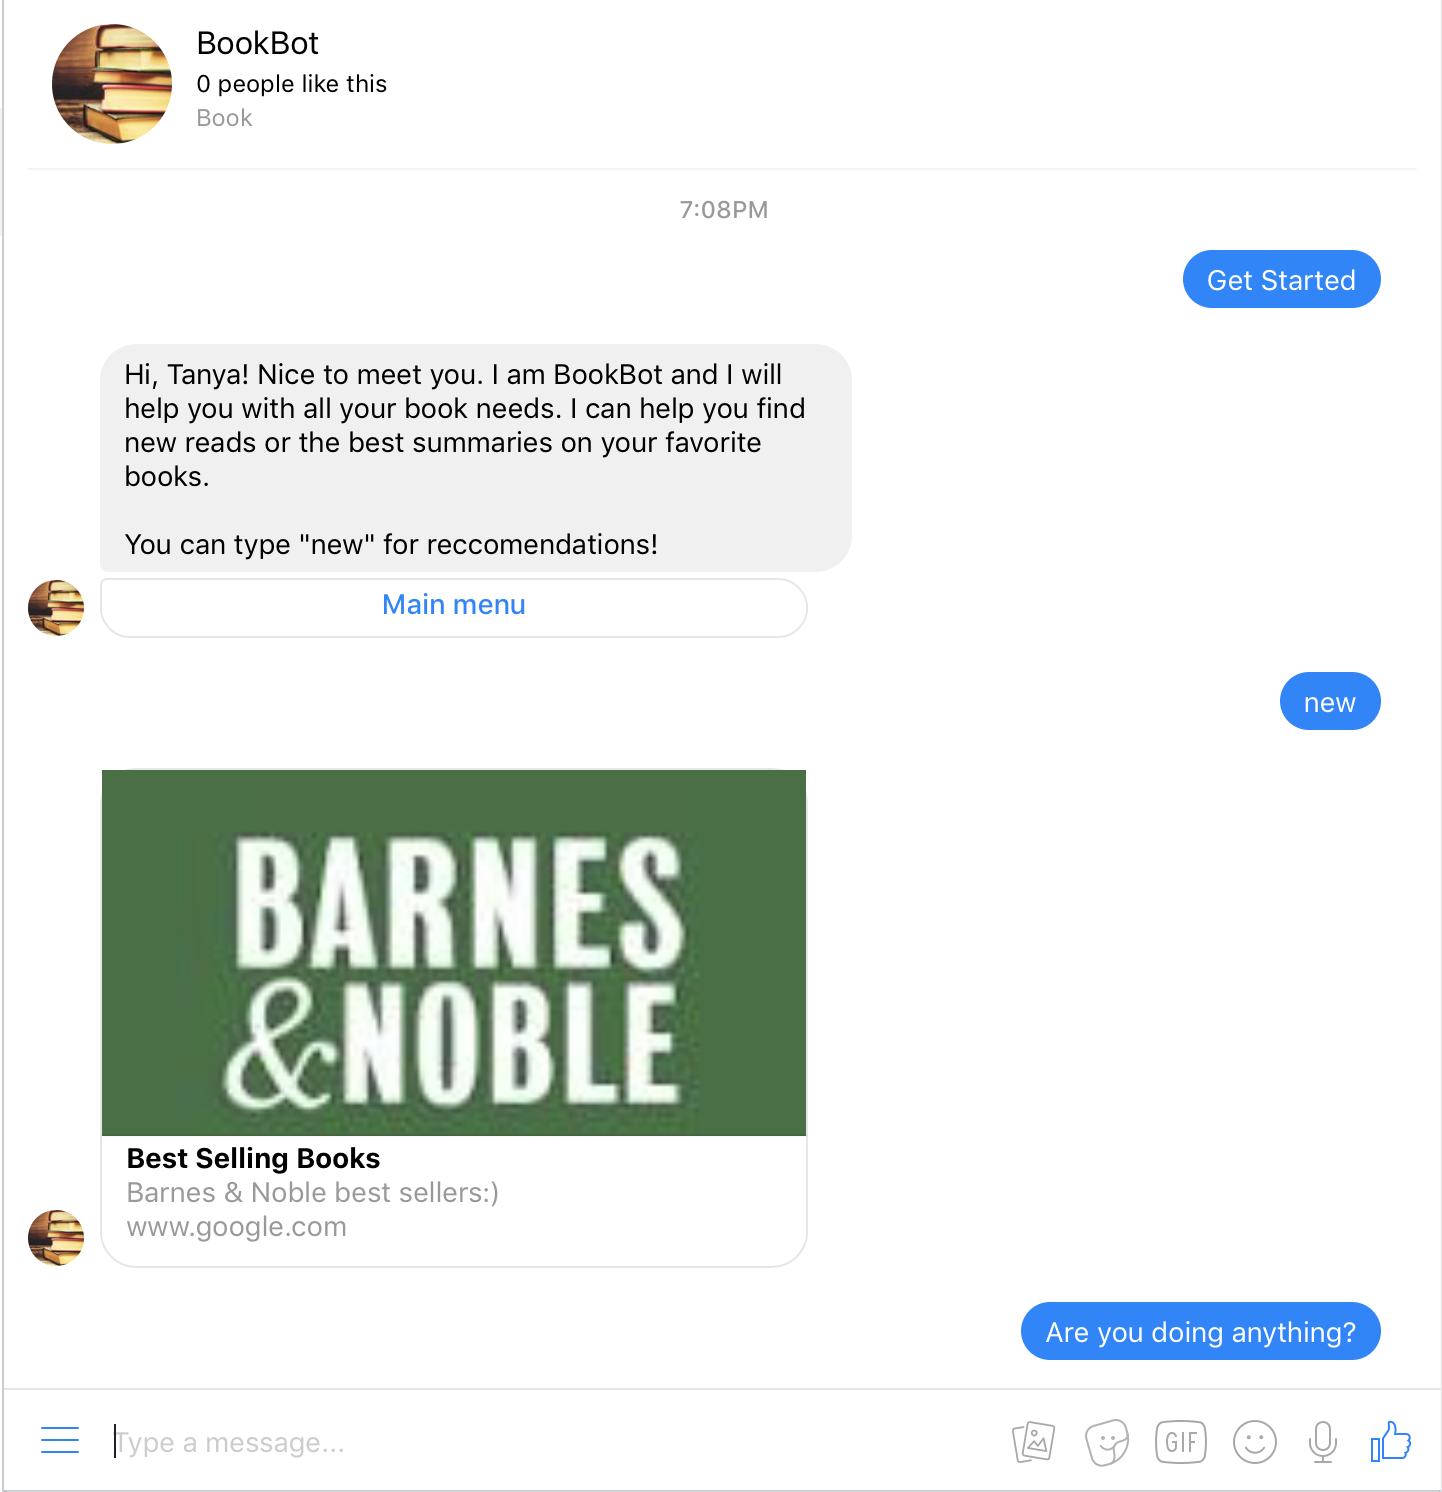 BookBot
0 people like this
Book
7:08PM
Get Started
Hi, Tanya! Nice to meet you. I am BookBot and I will
help you with all your book needs. I can help you find
new reads or the best summaries on your favorite
books.
You can type "new" for reccomendations!
Main menu
new
BARNES
&NOBLE
Best Selling Books
Barnes & Noble best sellers:)
www.google.com
Are you doing anything?
Type a message...
GIF